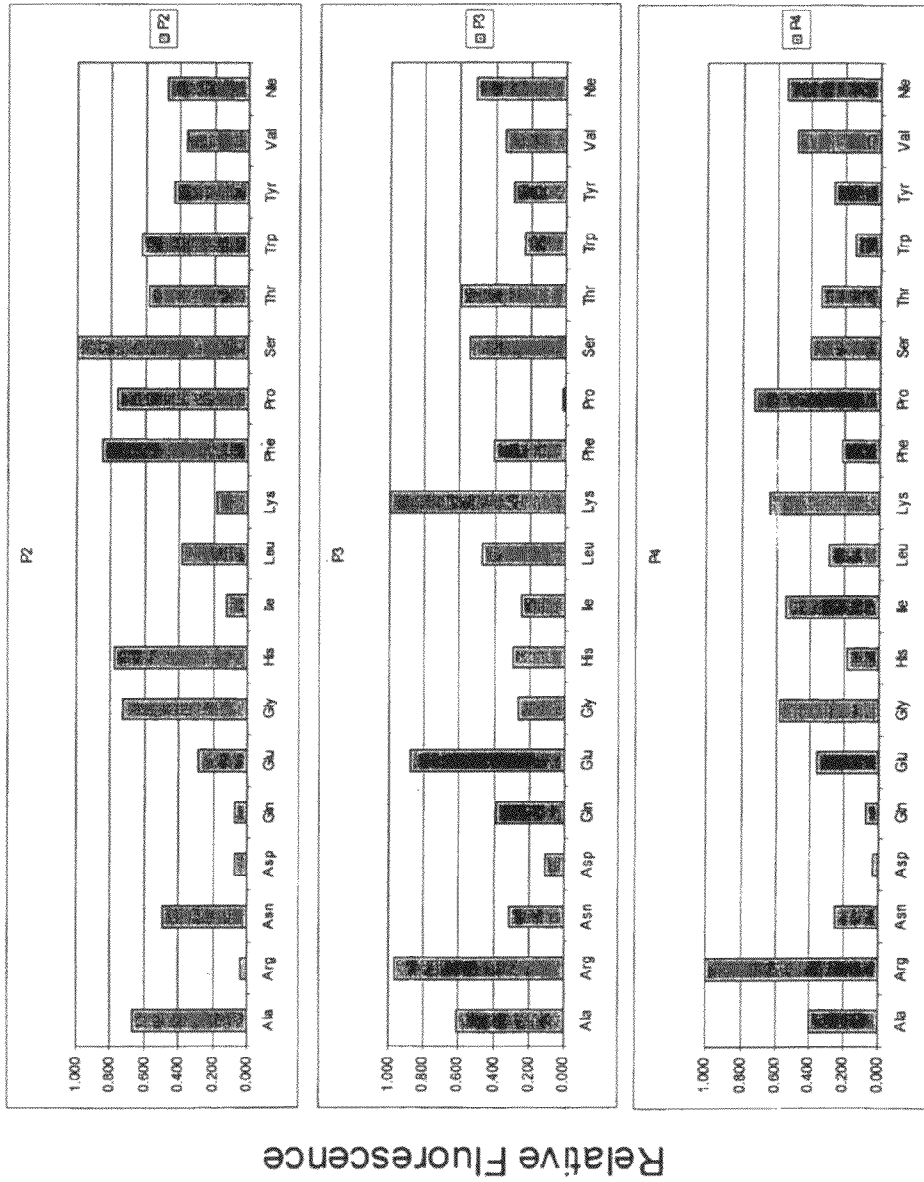 Relative Fluorescence
P2
1.000
0.800
0.600
0.400
0.200
0.000
Ala Arg Asn Asp Gln Glu Gly His Ile Leu Lys Phe Pro Ser Thr Trp Tyr Val Nle
P2
P3
1.000
0.800
0.600
0.400
0.200
0.000
Ala Arg Asn Asp Gln Glu Gly His Ile Leu Lys Phe Pro Ser Thr Trp Tyr Val Nle
P3
P4
1.000
0.800
0.600
0.400
0.200
0.000
Ala Arg Asn Asp Gln Glu Gly His Ile Leu Lys Phe Pro Ser Thr Trp Tyr Val Nle
P4